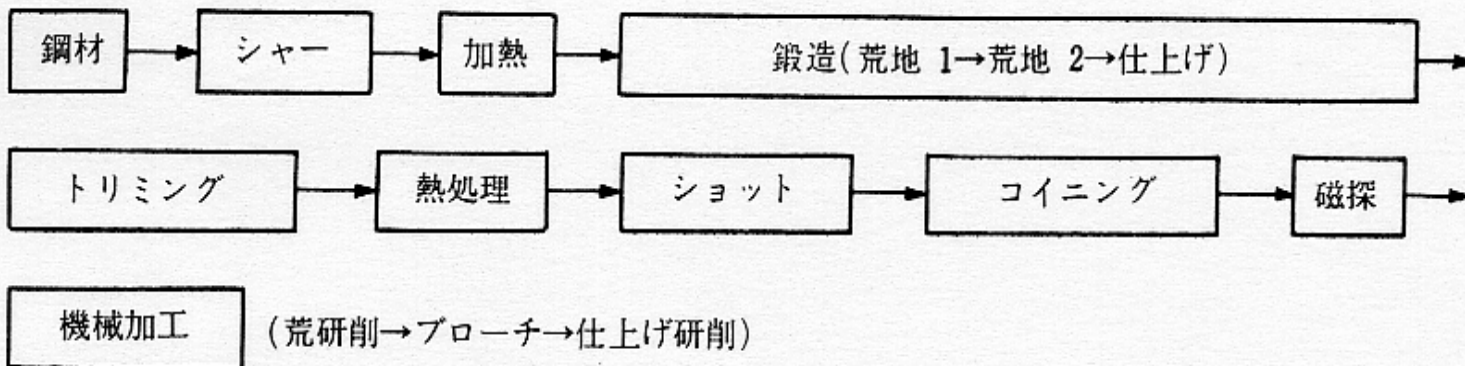 鋼材 シャー 加熱 鍛造(荒地 1→荒地 2→仕上げ)
トリミング 熱処理 ショット コイニング 磁探
機械加工 (荒研削→ブローチ→仕上げ研削)